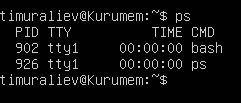 timuraliev@Kurumem:~$ ps
PID TTY TIME CMD
902 tty1 00:00:00 bash
926 tty1 00:00:00 ps
timuraliev@Kurumem:~$